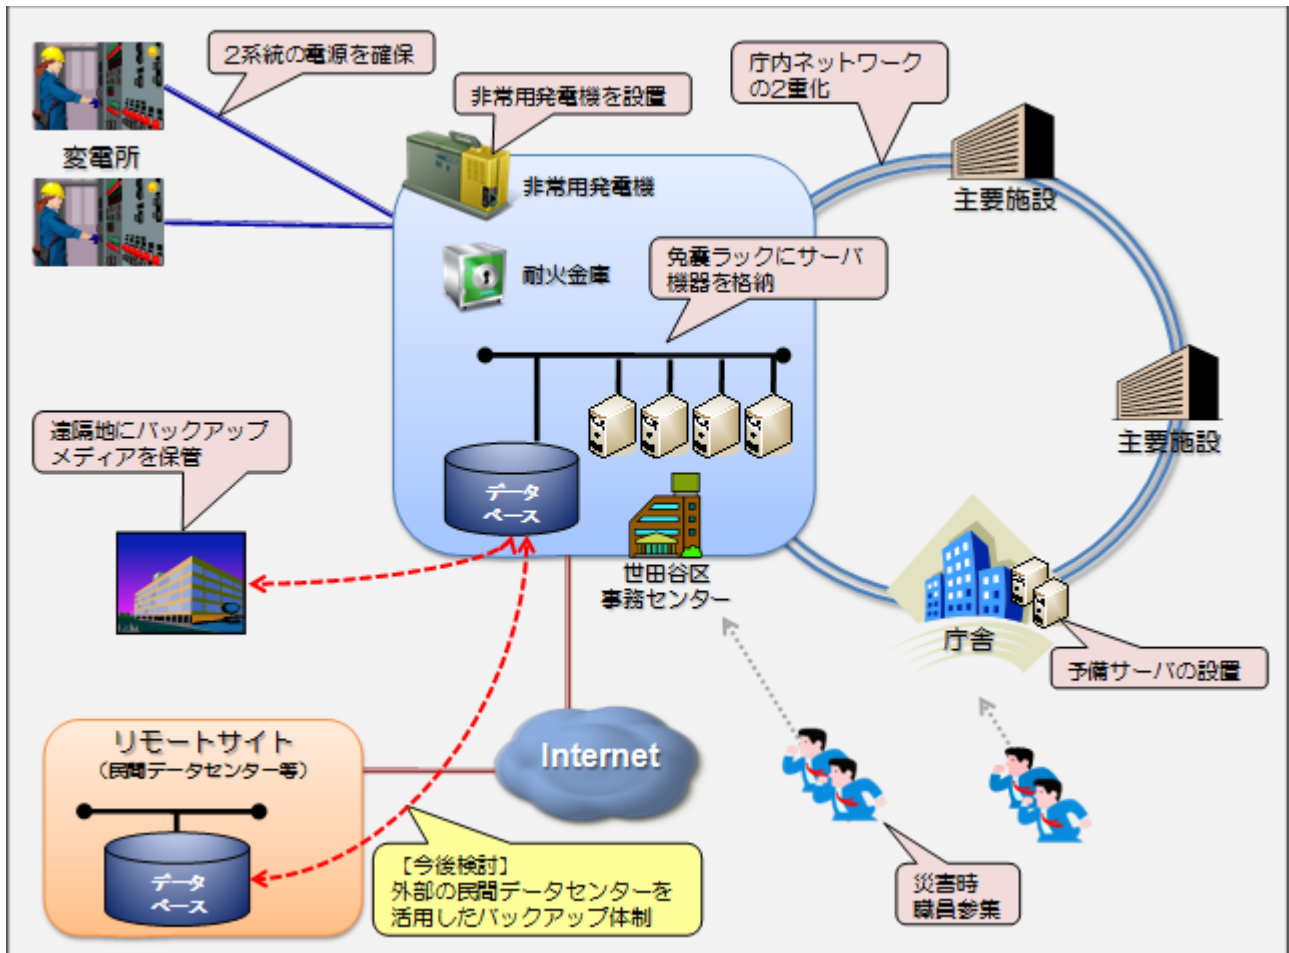 2系統の電源を確保
非常用発電機を設置
庁内ネットワーク
の2重化
変電所
非常用発電機
主要施設
耐火金庫
免震ラックにサーバ
機器を格納
主要施設
遠隔地にバックアップ
メディアを保管
データ
ベース
世田谷区
事務センター
庁舎
予備サーバの設置
リモートサイト
（民間データセンター等）
Internet
データ
ベース
【今後検討】
外部の民間データセンターを
活用したバックアップ体制
災害時
職員参集